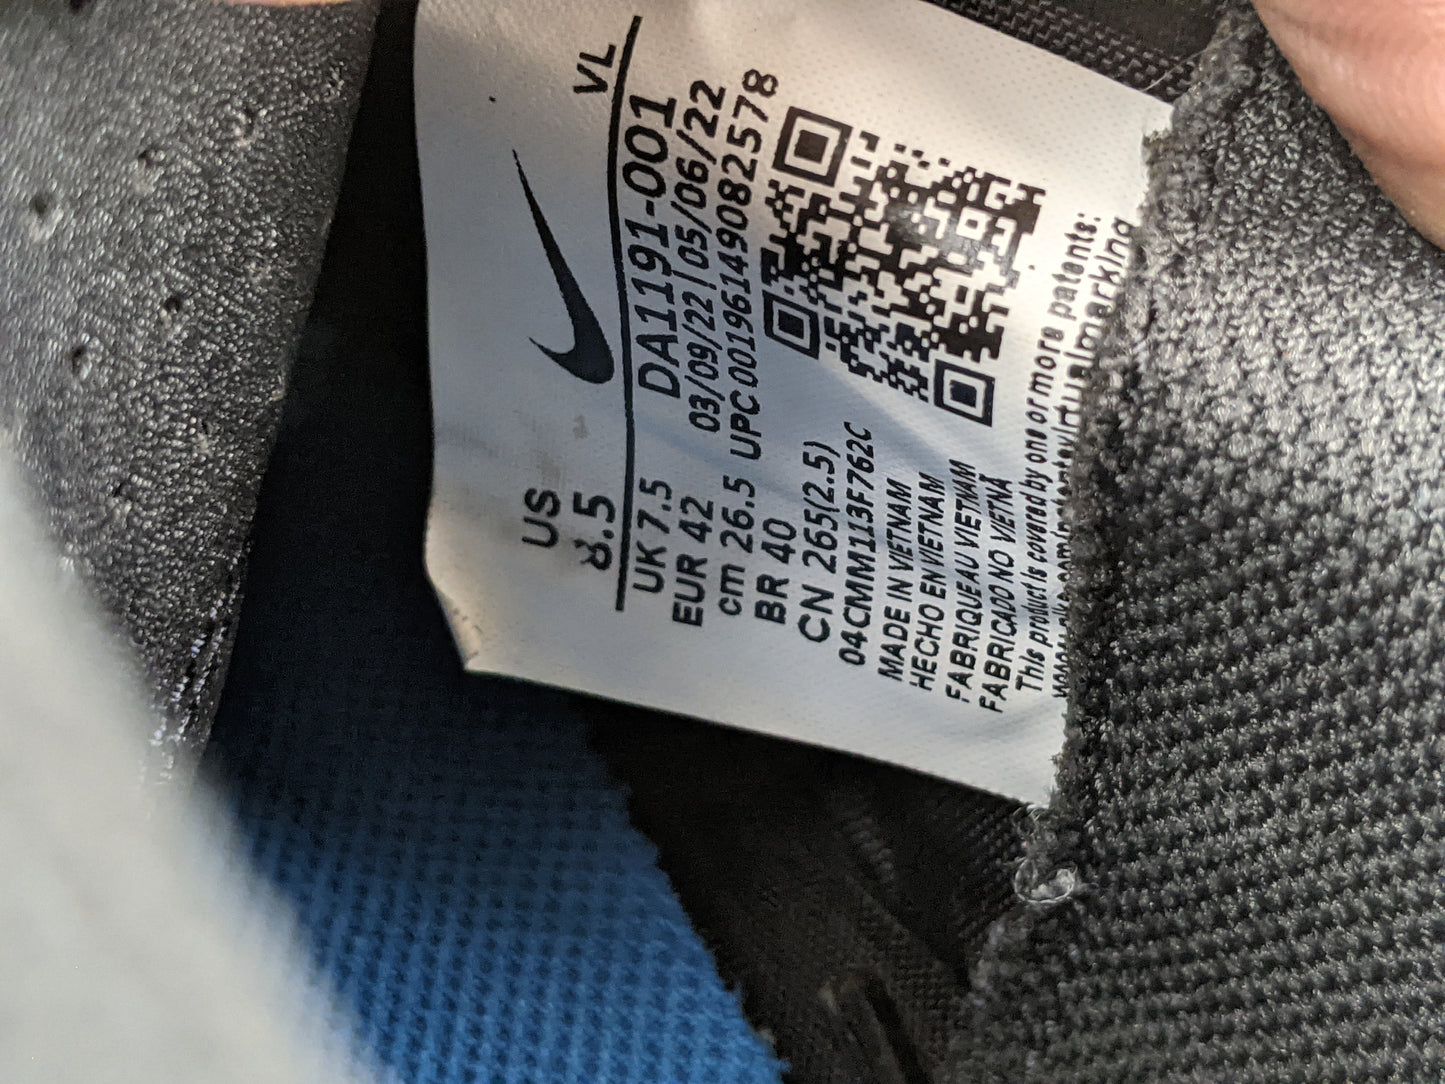 US
8.5 VL
UK 7.5 DA1191-001
EUR 42 03/09/22 | 05/06/22
cm 26.5 UPC 00196149082578
BR 40
CN 265(2.5)
04CMM113F762C
MADE IN VIETNAM
HECHO EN VIETNAM
FABRIQUEAU VIETNAM
FABRICADO NO VIETNÃ
This product is covered by one or more patents: